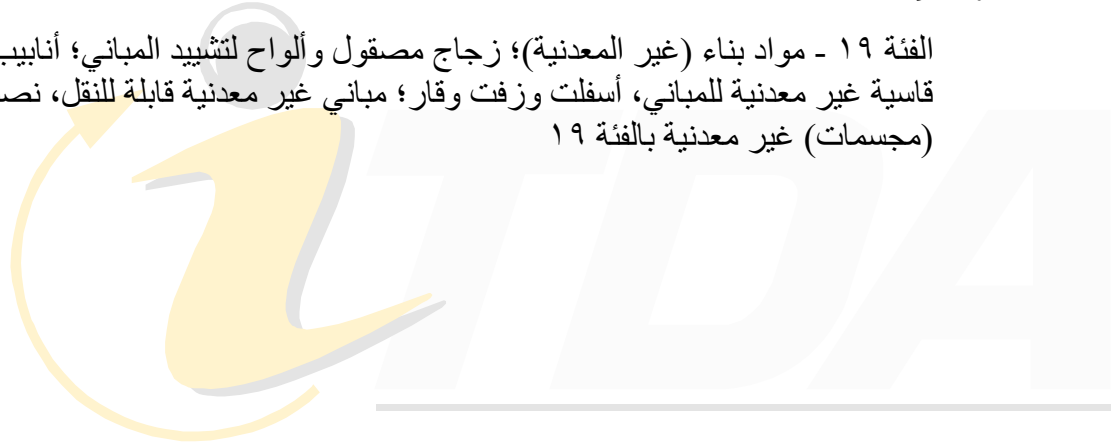 الفئة ١٩ - مواد بناء (غير المعدنية)؛ زجاج مصقول وألواح لتشييد المباني؛ أنابيب
قاسية غير معدنية للمباني، أسفلت وزفت وقار؛ مباني غير معدنية قابلة للنقل،
(مجسمات) غير معدنية بالفئة ١٩
iTDA